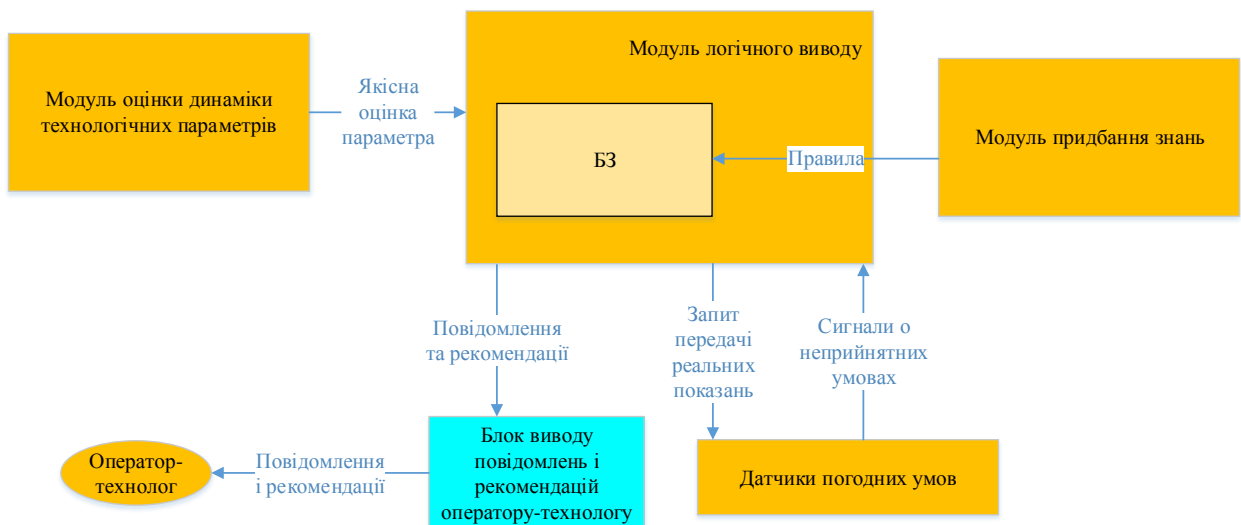 Модуль оцінки динаміки
технологічних параметрів
Якісна
оцінка
параметра
Модуль логічного виводу
БЗ
Правила
Модуль придбання знань
Повідомлення
та рекомендації
Запит
передачі
реальних
показань
Сигнали о
неприйнятних
умовах
Оператор-
технолог
Повідомлення
і рекомендації
Блок виводу
повідомлень і
рекомендацій
оператору-технологу
Датчики погодних умов